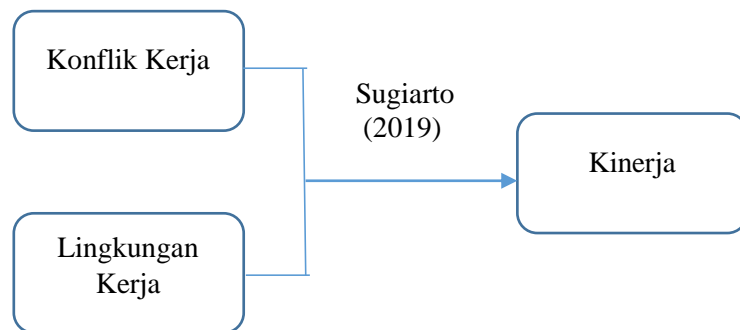 Konflik Kerja
Sugiarto
(2019)
Kinerja
Lingkungan
Kerja